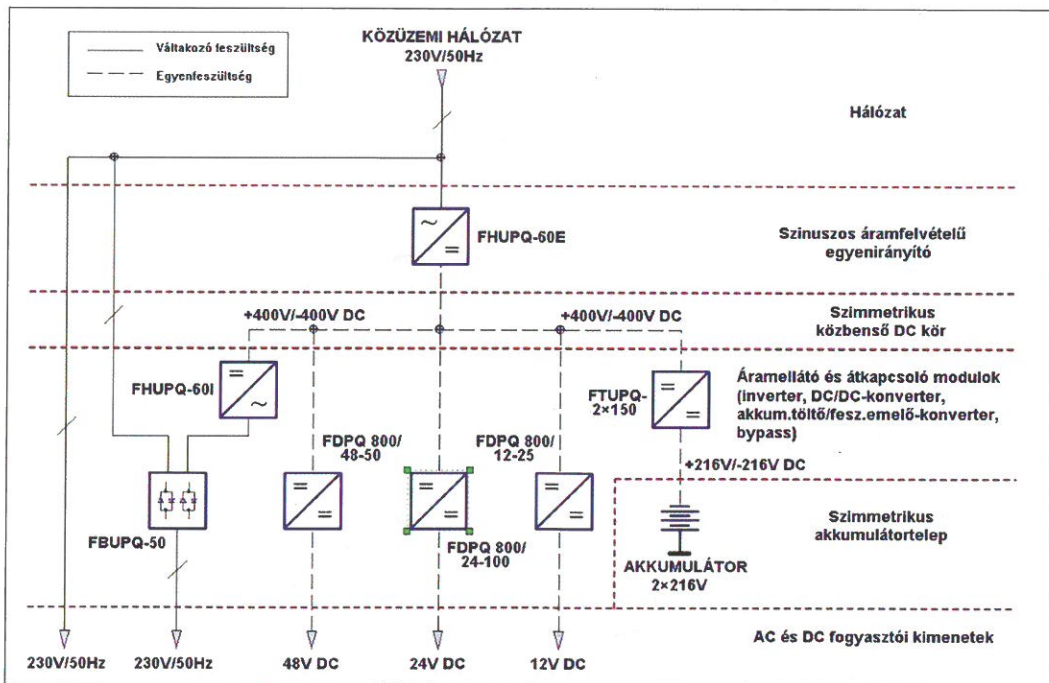 Váltakozó feszültség
Egyenfeszültség
KÖZÜZEMI HÁLÓZAT
230V/50Hz
Hálózat
FHUPQ-60E
Szinuszos áramfelvételű
egyenirányító
+400V/-400V DC
+400V/-400V DC
Szimmetrikus
közbenső DC kör
FHUPQ-60I
FTUPQ-
2×150
Áramellátó és átkapcsoló modulok
(inverter, DC/DC-konverter,
akkum.töltő/fesz.emelő-konverter,
bypass)
FDPQ 800/
48-50
FDPQ 800/
12-25
+216V/-216V DC
FBUPQ-50
FDPQ 800/
24-100
AKKUMULÁTOR
2×216V
Szimmetrikus
akkumulátortelep
AC és DC fogyasztói kimenetek
230V/50Hz
230V/50Hz
48V DC
24V DC
12V DC